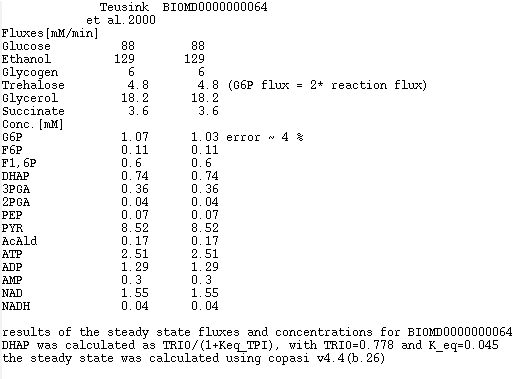 Teusink BIOMD0000000064
et al.2000
Fluxes[mM/min]
Glucose 88 88
Ethanol 129 129
Glycogen 6 6
Trehalose 4.8 4.8 (G6P flux = 2* reaction flux)
Glycerol 18.2 18.2
Succinate 3.6 3.6
Conc.[mM]
G6P 1.07 1.03 error ~ 4 %
F6P 0.11 0.11
F1,6P 0.6 0.6
DHAP 0.74 0.74
3PGA 0.36 0.36
2PGA 0.04 0.04
PEP 0.07 0.07
PYR 8.52 8.52
AcAld 0.17 0.17
ATP 2.51 2.51
ADP 1.29 1.29
AMP 0.3 0.3
NAD 1.55 1.55
NADH 0.04 0.04
results of the steady state fluxes and concentrations for BIOMD0000000064
DHAP was calculated as TRIO/(1+Keq_TPI), with TRIO=0.778 and K_eq=0.045
the steady state was calculated using copasi v4.4(b.26)